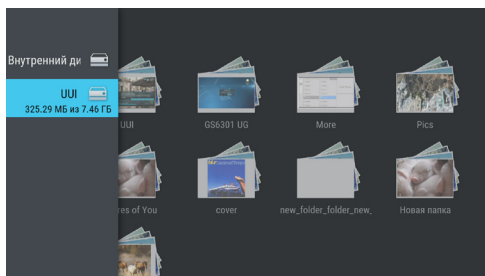 Внутренний ди
UUI
325.29 МБ из 7.46 ГБ
UUI
GS6301 UG
More
Pics
res of You
cover
new_folder_folder_new_
Новая папка